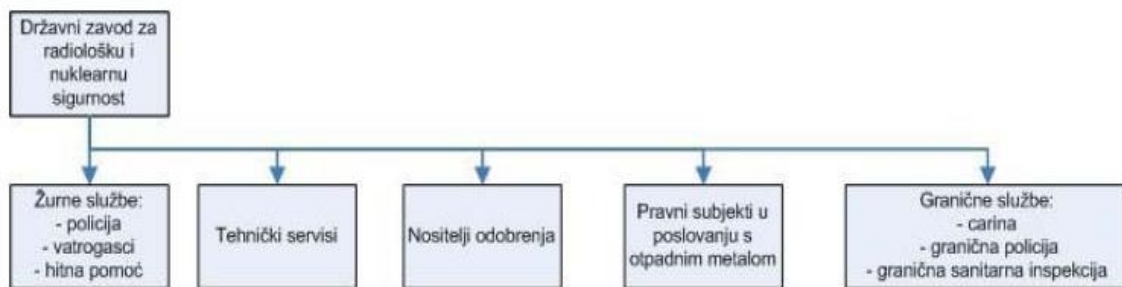 Državni zavod za
radiološku i
nuklearnu
sigurnost
Žurne službe:
- policija
- vatrogasci
- hitna pomoć
Tehnički servisi
Nositelji odobrenja
Pravni subjekti u
poslovanju s
otpadnim metalom
Granične službe:
- carina
- granična policija
- granična sanitarna inspekcija